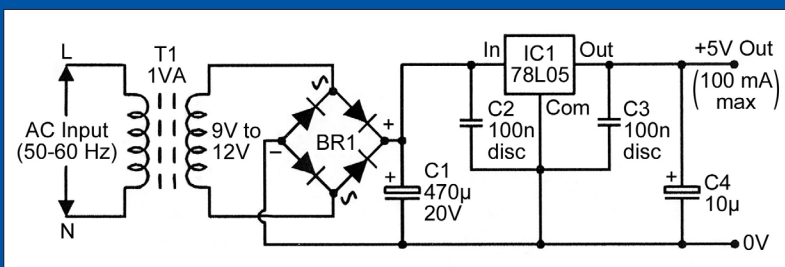 L
N
AC Input
(50-60 Hz)
T1
1VA
9V to
12V
BR1
+
−
C1
470µ
20V
+
In
IC1
78L05
Out
Com
C2
100n
disc
C3
100n
disc
+
C4
10µ
+5V Out
(100 mA)
max
0V